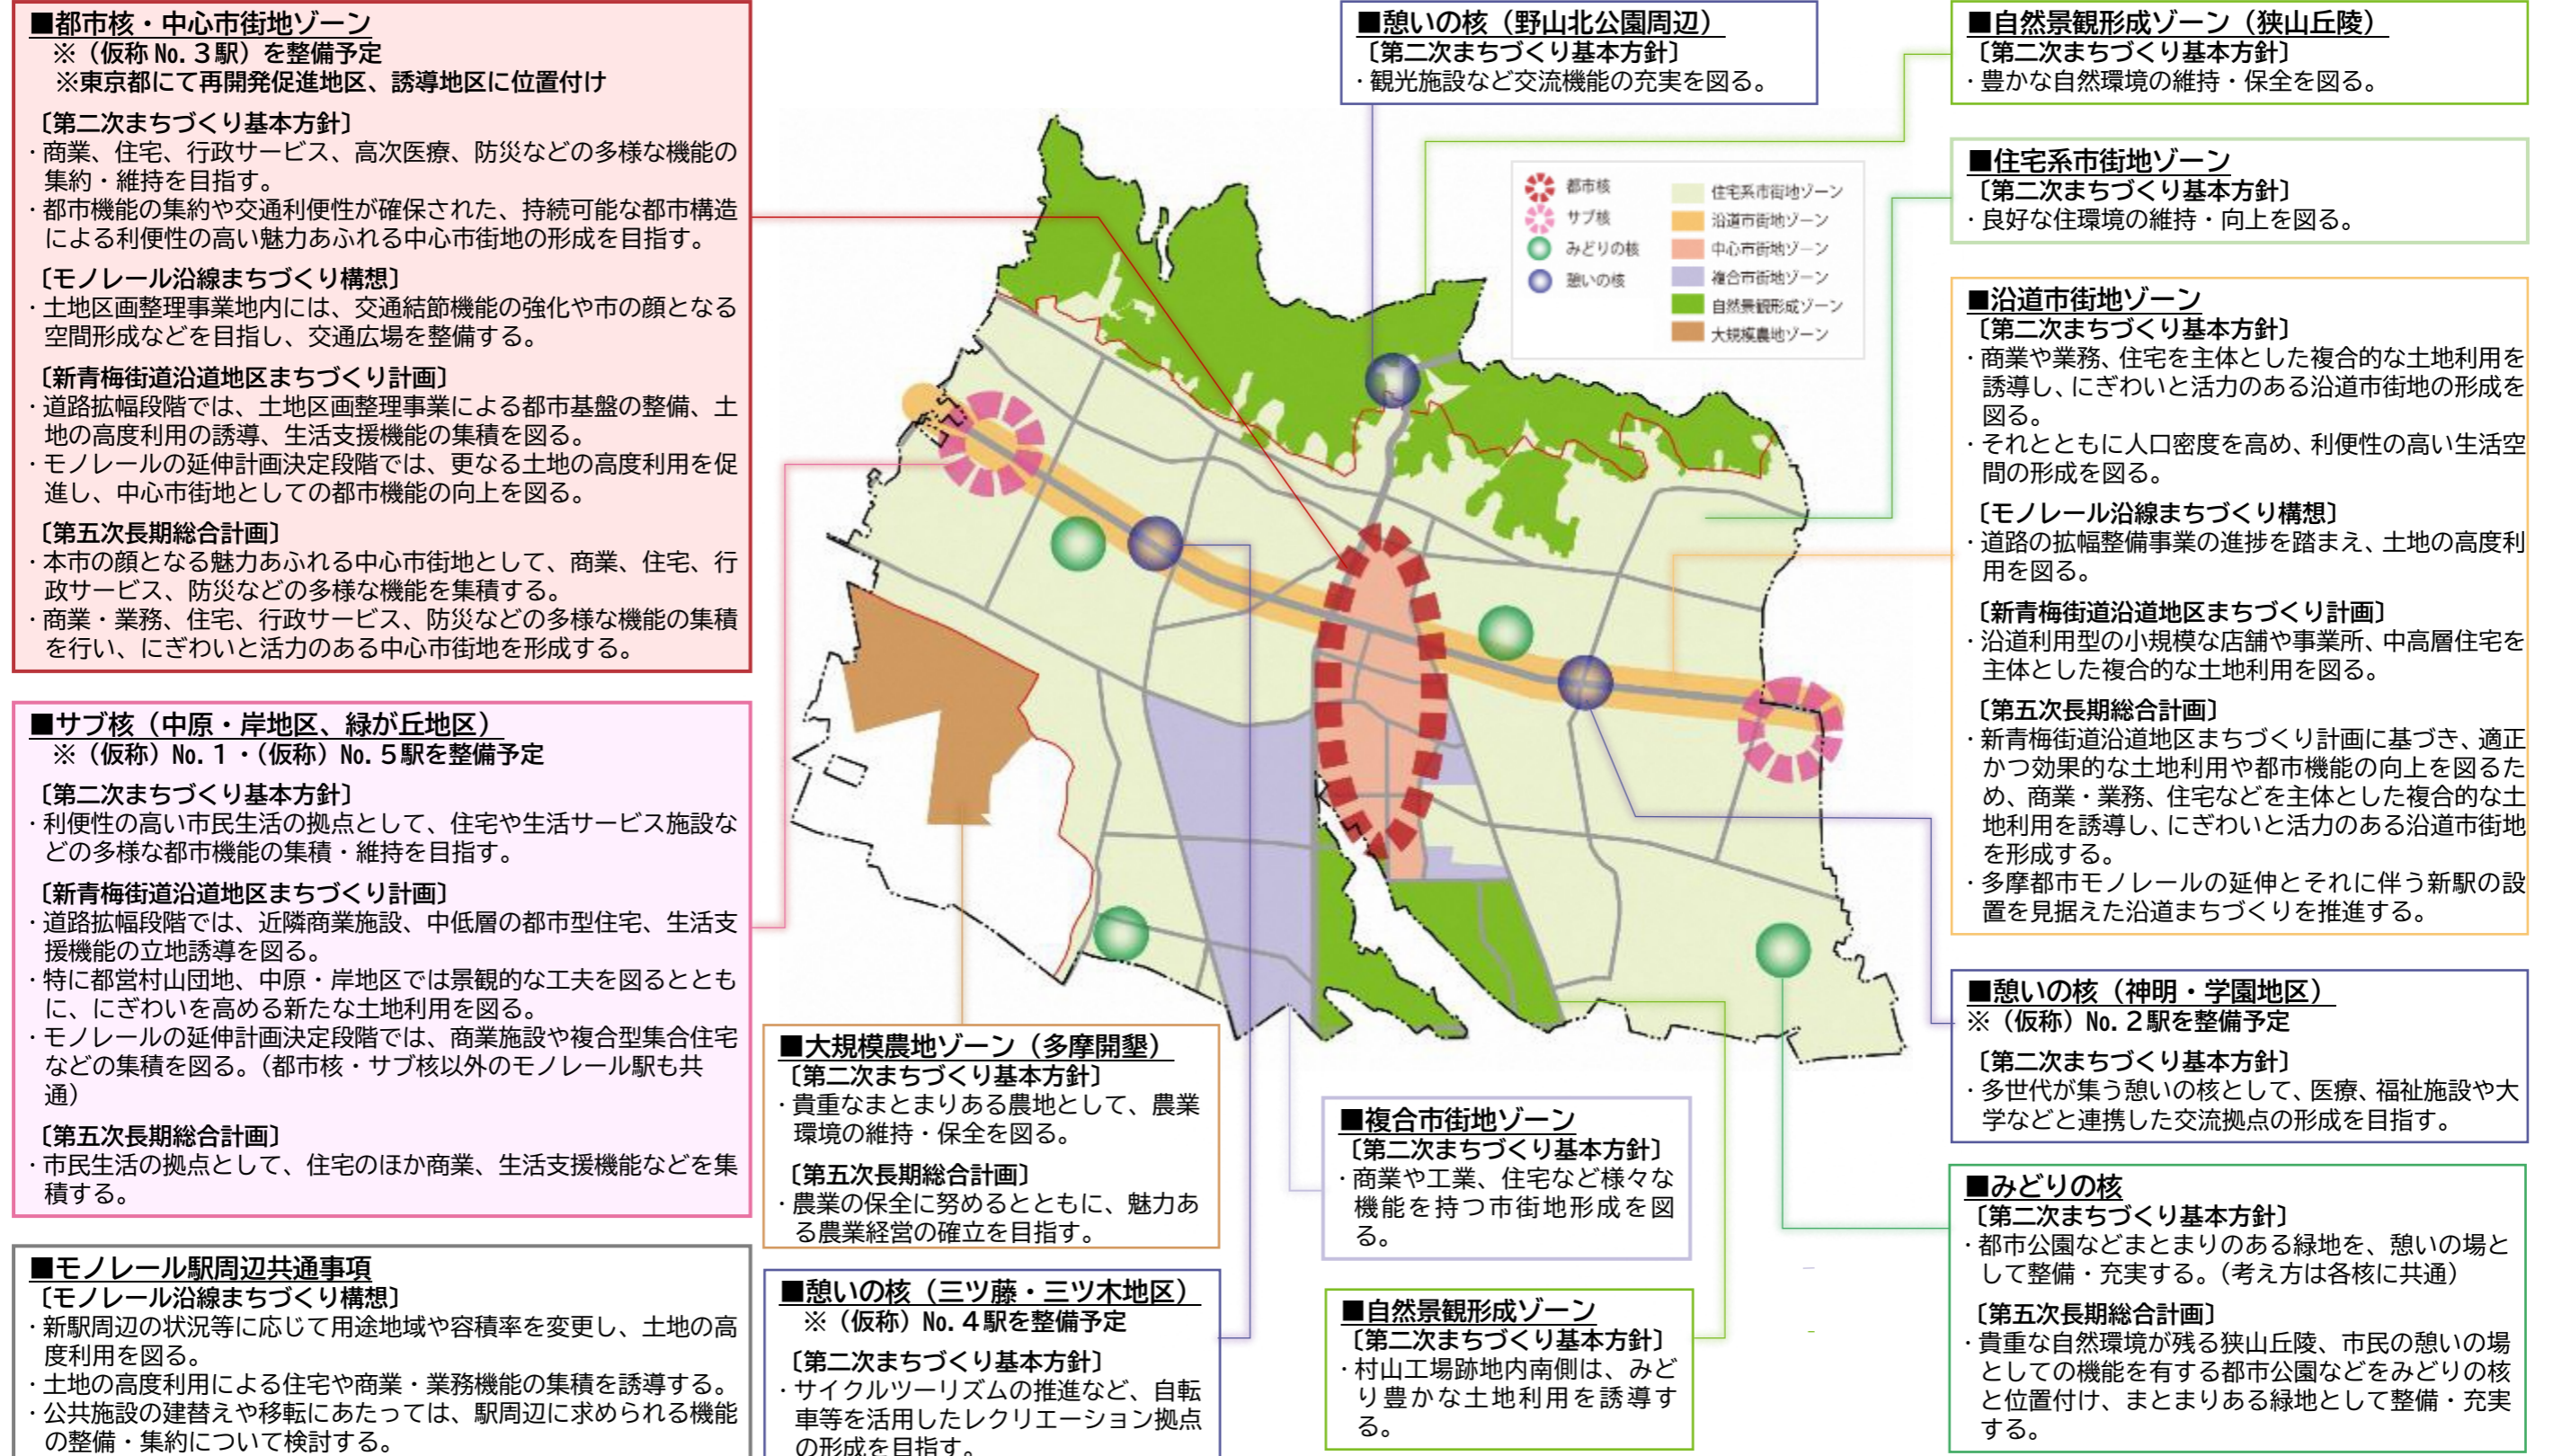 ■都市核・中心市街地ゾーン
※（仮称 No.３駅）を整備予定
※東京都にて再開発促進地区、誘導地区に位置付け
〔第二次まちづくり基本方針〕
・商業、住宅、行政サービス、高次医療、防災などの多様な機能の
集約・維持を目指す。
・都市機能の集約や交通利便性が確保された、持続可能な都市構造
による利便性の高い魅力あふれる中心市街地の形成を目指す。
〔モノレール沿線まちづくり構想〕
・土地区画整理事業地内には、交通結節機能の強化や市の顔となる
空間形成などを目指し、交通広場を整備する。
〔新青梅街道沿道地区まちづくり計画〕
・道路拡幅段階では、土地区画整理事業による都市基盤の整備、土
地の高度利用の誘導、生活支援機能の集積を図る。
・モノレールの延伸計画決定段階では、更なる土地の高度利用を促
進し、中心市街地としての都市機能の向上を図る。
〔第五次長期総合計画〕
・本市の顔となる魅力あふれる中心市街地として、商業、住宅、行
政サービス、防災などの多様な機能を集積する。
・商業・業務、住宅、行政サービス、防災などの多様な機能の集積
を行い、にぎわいと活力のある中心市街地を形成する。
■サブ核（中原・岸地区、緑が丘地区）
※（仮称）No.１・（仮称）No.５駅を整備予定
〔第二次まちづくり基本方針〕
・利便性の高い市民生活の拠点として、住宅や生活サービス施設な
どの多様な都市機能の集積・維持を目指す。
〔新青梅街道沿道地区まちづくり計画〕
・道路拡幅段階では、近隣商業施設、中低層の都市型住宅、生活支
援機能の立地誘導を図る。
・特に都営村山団地、中原・岸地区では景観的な工夫を図るととも
に、にぎわいを高める新たな土地利用を図る。
・モノレールの延伸計画決定段階では、商業施設や複合型集合住宅
などの集積を図る。（都市核・サブ核以外のモノレール駅も共
通）
〔第五次長期総合計画〕
・市民生活の拠点として、住宅のほか商業、生活支援機能などを集
積する。
■モノレール駅周辺共通事項
〔モノレール沿線まちづくり構想〕
・新駅周辺の状況等に応じて用途地域や容積率を変更し、土地の高
度利用を図る。
・土地の高度利用による住宅や商業・業務機能の集積を誘導する。
・公共施設の建替えや移転にあたっては、駅周辺に求められる機能
の整備・集約について検討する。
■憩いの核（野山北公園周辺）
〔第二次まちづくり基本方針〕
・観光施設など交流機能の充実を図る。
都市核
サブ核
みどりの核
憩いの核
住宅系市街地ゾーン
沿道市街地ゾーン
中心市街地ゾーン
複合市街地ゾーン
自然景観形成ゾーン
大規模農地ゾーン
■大規模農地ゾーン（多摩開墾）
〔第二次まちづくり基本方針〕
・貴重なまとまりある農地として、農業
環境の維持・保全を図る。
〔第五次長期総合計画〕
・農業の保全に努めるとともに、魅力あ
る農業経営の確立を目指す。
■憩いの核（三ツ藤・三ツ木地区）
※（仮称）No.４駅を整備予定
〔第二次まちづくり基本方針〕
・サイクルツーリズムの推進など、自転
車等を活用したレクリエーション拠点
の形成を目指す。
■複合市街地ゾーン
〔第二次まちづくり基本方針〕
・商業や工業、住宅など様々な
機能を持つ市街地形成を図
る。
■自然景観形成ゾーン
〔第二次まちづくり基本方針〕
・村山工場跡地内南側は、みど
り豊かな土地利用を誘導す
る。
■自然景観形成ゾーン（狭山丘陵）
〔第二次まちづくり基本方針〕
・豊かな自然環境の維持・保全を図る。
■住宅系市街地ゾーン
〔第二次まちづくり基本方針〕
・良好な住環境の維持・向上を図る。
■沿道市街地ゾーン
〔第二次まちづくり基本方針〕
・商業や業務、住宅を主体とした複合的な土地利用を
誘導し、にぎわいと活力のある沿道市街地の形成を
図る。
・それとともに人口密度を高め、利便性の高い生活空
間の形成を図る。
〔モノレール沿線まちづくり構想〕
・道路の拡幅整備事業の進捗を踏まえ、土地の高度利
用を図る。
〔新青梅街道沿道地区まちづくり計画〕
・沿道利用型の小規模な店舗や事業所、中高層住宅を
主体とした複合的な土地利用を図る。
〔第五次長期総合計画〕
・新青梅街道沿道地区まちづくり計画に基づき、適正
かつ効果的な土地利用や都市機能の向上を図るた
め、商業・業務、住宅などを主体とした複合的な土
地利用を誘導し、にぎわいと活力のある沿道市街地
を形成する。
・多摩都市モノレールの延伸とそれに伴う新駅の設
置を見据えた沿道まちづくりを推進する。
■憩いの核（神明・学園地区）
※（仮称）No.２駅を整備予定
〔第二次まちづくり基本方針〕
・多世代が集う憩いの核として、医療、福祉施設や大
学などと連携した交流拠点の形成を目指す。
■みどりの核
〔第二次まちづくり基本方針〕
・都市公園などまとまりのある緑地を、憩いの場と
して整備・充実する。（考え方は各核に共通）
〔第五次長期総合計画〕
・貴重な自然環境が残る狭山丘陵、市民の憩いの場
としての機能を有する都市公園などをみどりの核
と位置付け、まとまりある緑地として整備・充実
する。